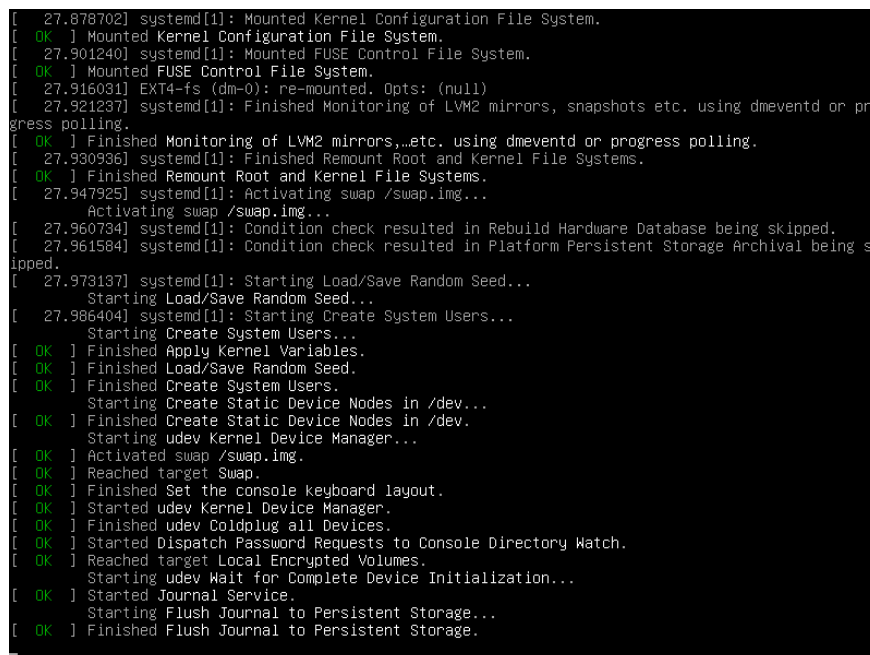 [   27.878702] systemd[1]: Mounted Kernel Configuration File System.
[  OK  ] Mounted Kernel Configuration File System.
[   27.901240] systemd[1]: Mounted FUSE Control File System.
[  OK  ] Mounted FUSE Control File System.
[   27.916031] EXT4-fs (dm-0): re-mounted. Opts: (null)
[   27.921237] systemd[1]: Finished Monitoring of LVM2 mirrors, snapshots etc. using dmeventd or pr
gress polling.
[  OK  ] Finished Monitoring of LVM2 mirrors,…etc. using dmeventd or progress polling.
[   27.930936] systemd[1]: Finished Remount Root and Kernel File Systems.
[  OK  ] Finished Remount Root and Kernel File Systems.
[   27.947925] systemd[1]: Activating swap /swap.img...
         Activating swap /swap.img...
[   27.960734] systemd[1]: Condition check resulted in Rebuild Hardware Database being skipped.
[   27.961584] systemd[1]: Condition check resulted in Platform Persistent Storage Archival being s
ipped.
[   27.973137] systemd[1]: Starting Load/Save Random Seed...
         Starting Load/Save Random Seed...
[   27.986404] systemd[1]: Starting Create System Users...
         Starting Create System Users...
[  OK  ] Finished Apply Kernel Variables.
[  OK  ] Finished Load/Save Random Seed.
[  OK  ] Finished Create System Users.
         Starting Create Static Device Nodes in /dev...
[  OK  ] Finished Create Static Device Nodes in /dev.
         Starting udev Kernel Device Manager...
[  OK  ] Activated swap /swap.img.
[  OK  ] Reached target Swap.
[  OK  ] Finished Set the console keyboard layout.
[  OK  ] Started udev Kernel Device Manager.
[  OK  ] Finished udev Coldplug all Devices.
[  OK  ] Started Dispatch Password Requests to Console Directory Watch.
[  OK  ] Reached target Local Encrypted Volumes.
         Starting udev Wait for Complete Device Initialization...
[  OK  ] Started Journal Service.
         Starting Flush Journal to Persistent Storage...
[  OK  ] Finished Flush Journal to Persistent Storage.